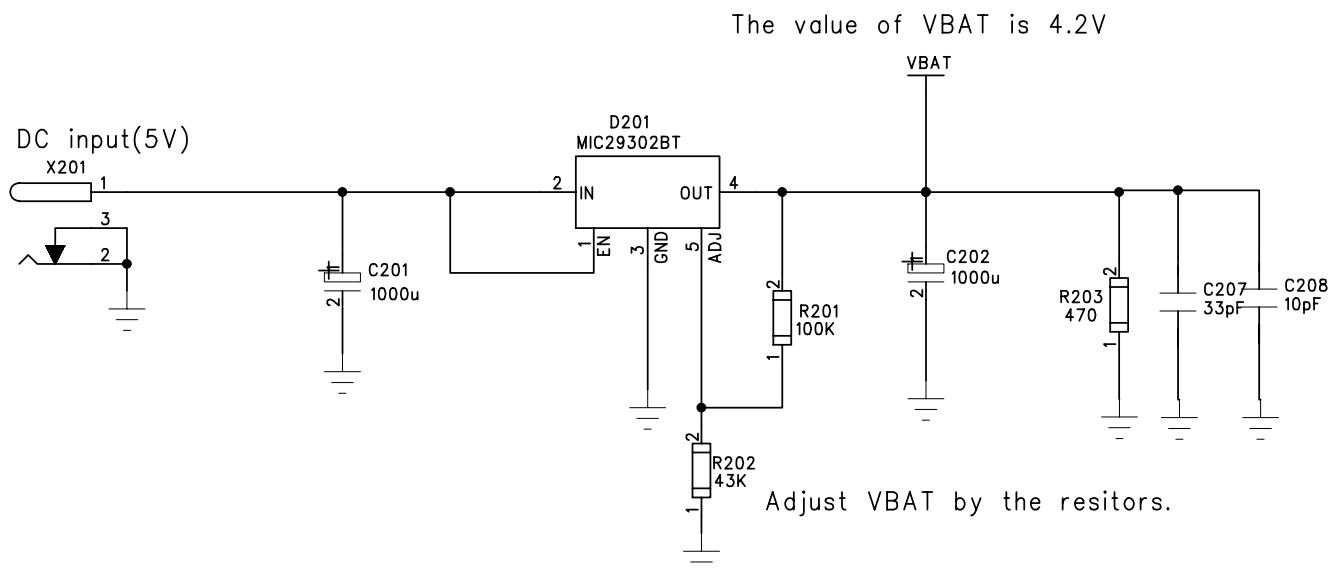 The value of VBAT is 4.2V
VBAT
DC input(5V)
X201
1
3
2
D201
MIC29302BT
2
IN
OUT
4
1
EN
3
GND
5
ADJ
C201
1000u
2
2
R201
100K
1
C202
1000u
2
2
R203
470
1
C207
33pF
C208
10pF
2
R202
43K
1
Adjust VBAT by the resitors.